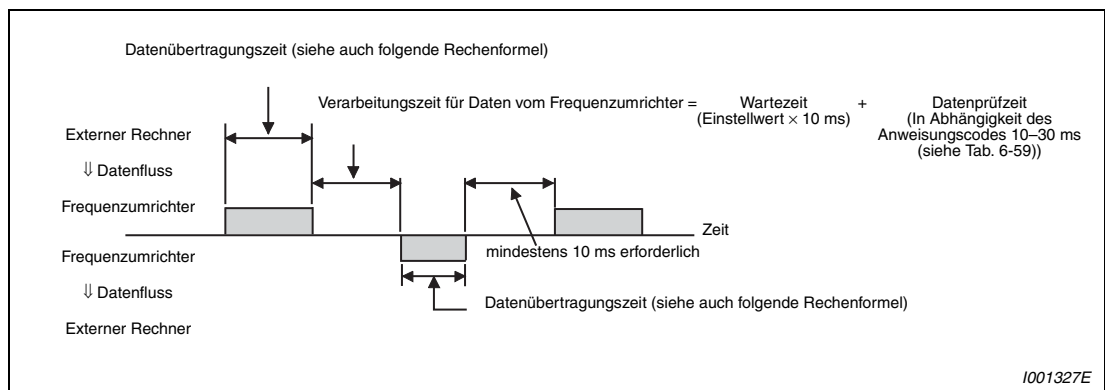 Datenübertragungszeit (siehe auch folgende Rechenformel)
Verarbeitungszeit für Daten vom Frequenzumrichter = Wartezeit + Datenprüfzeit
(Einstellwert × 10 ms) (In Abhängigkeit des
Anweisungscodes 10–30 ms
(siehe Tab. 6-59))
Externer Rechner
⇓ Datenfluss
Frequenzumrichter
Zeit
Frequenzumrichter
mindestens 10 ms erforderlich
⇓ Datenfluss
Datenübertragungszeit (siehe auch folgende Rechenformel)
Externer Rechner
I001327E